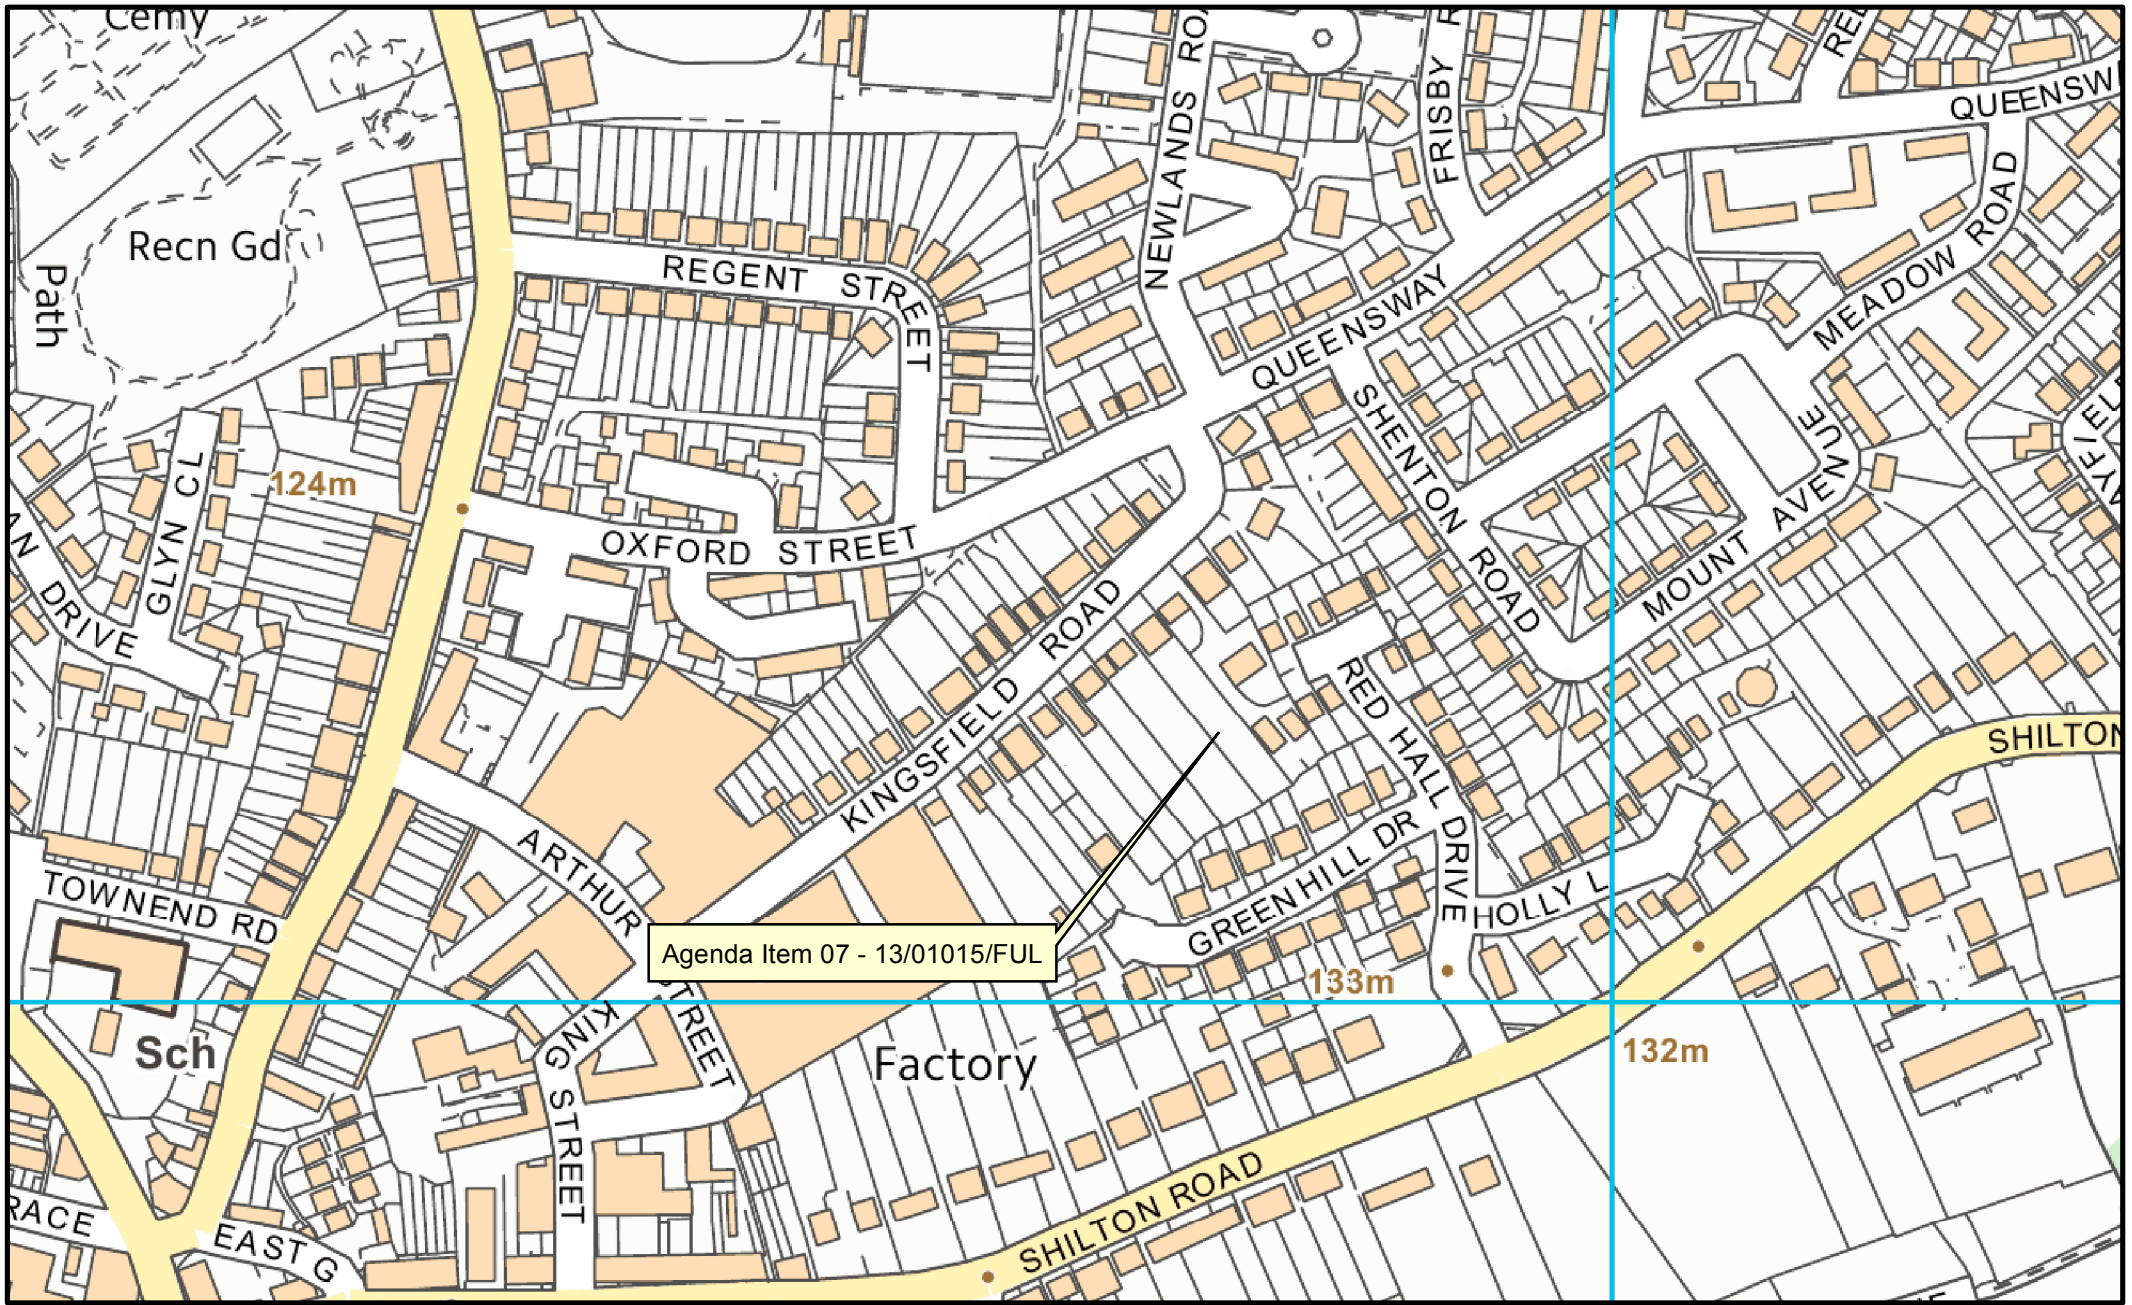 Cemy
NEWLANDS
FRISBY
QUEENSW
Recn Gd
Path
REGENT STREET
MEADOW ROAD
QUEENSWAY
SHENTON ROAD
124m
GLYN CL
OXFORD STREET
MOUNT AVENUE
DRIVE
KINGSFIELD ROAD
RED HALL DRIVE
SHILTON
ARTHUR STREET
GREENHILL DR
HOLLY L
TOWNEND RD
Agenda Item 07 - 13/01015/FUL
133m
132m
Sch
KING STREET
Factory
SHILTON ROAD
RACE
EAST G